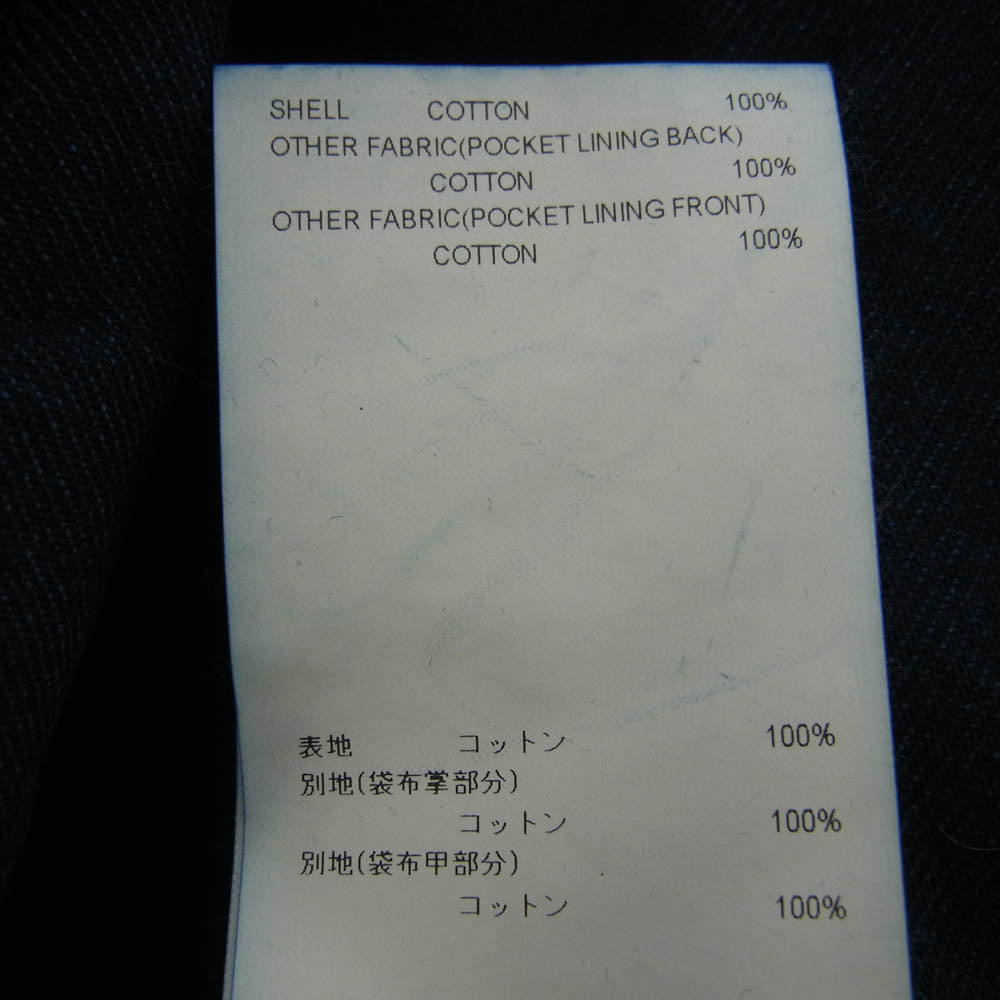 SHELL COTTON 100%
OTHER FABRIC(POCKET LINING BACK)
COTTON 100%
OTHER FABRIC(POCKET LINING FRONT)
COTTON 100%
表地 コットン 100%
別地(袋布掌部分)
コットン 100%
別地(袋布甲部分)
コットン 100%